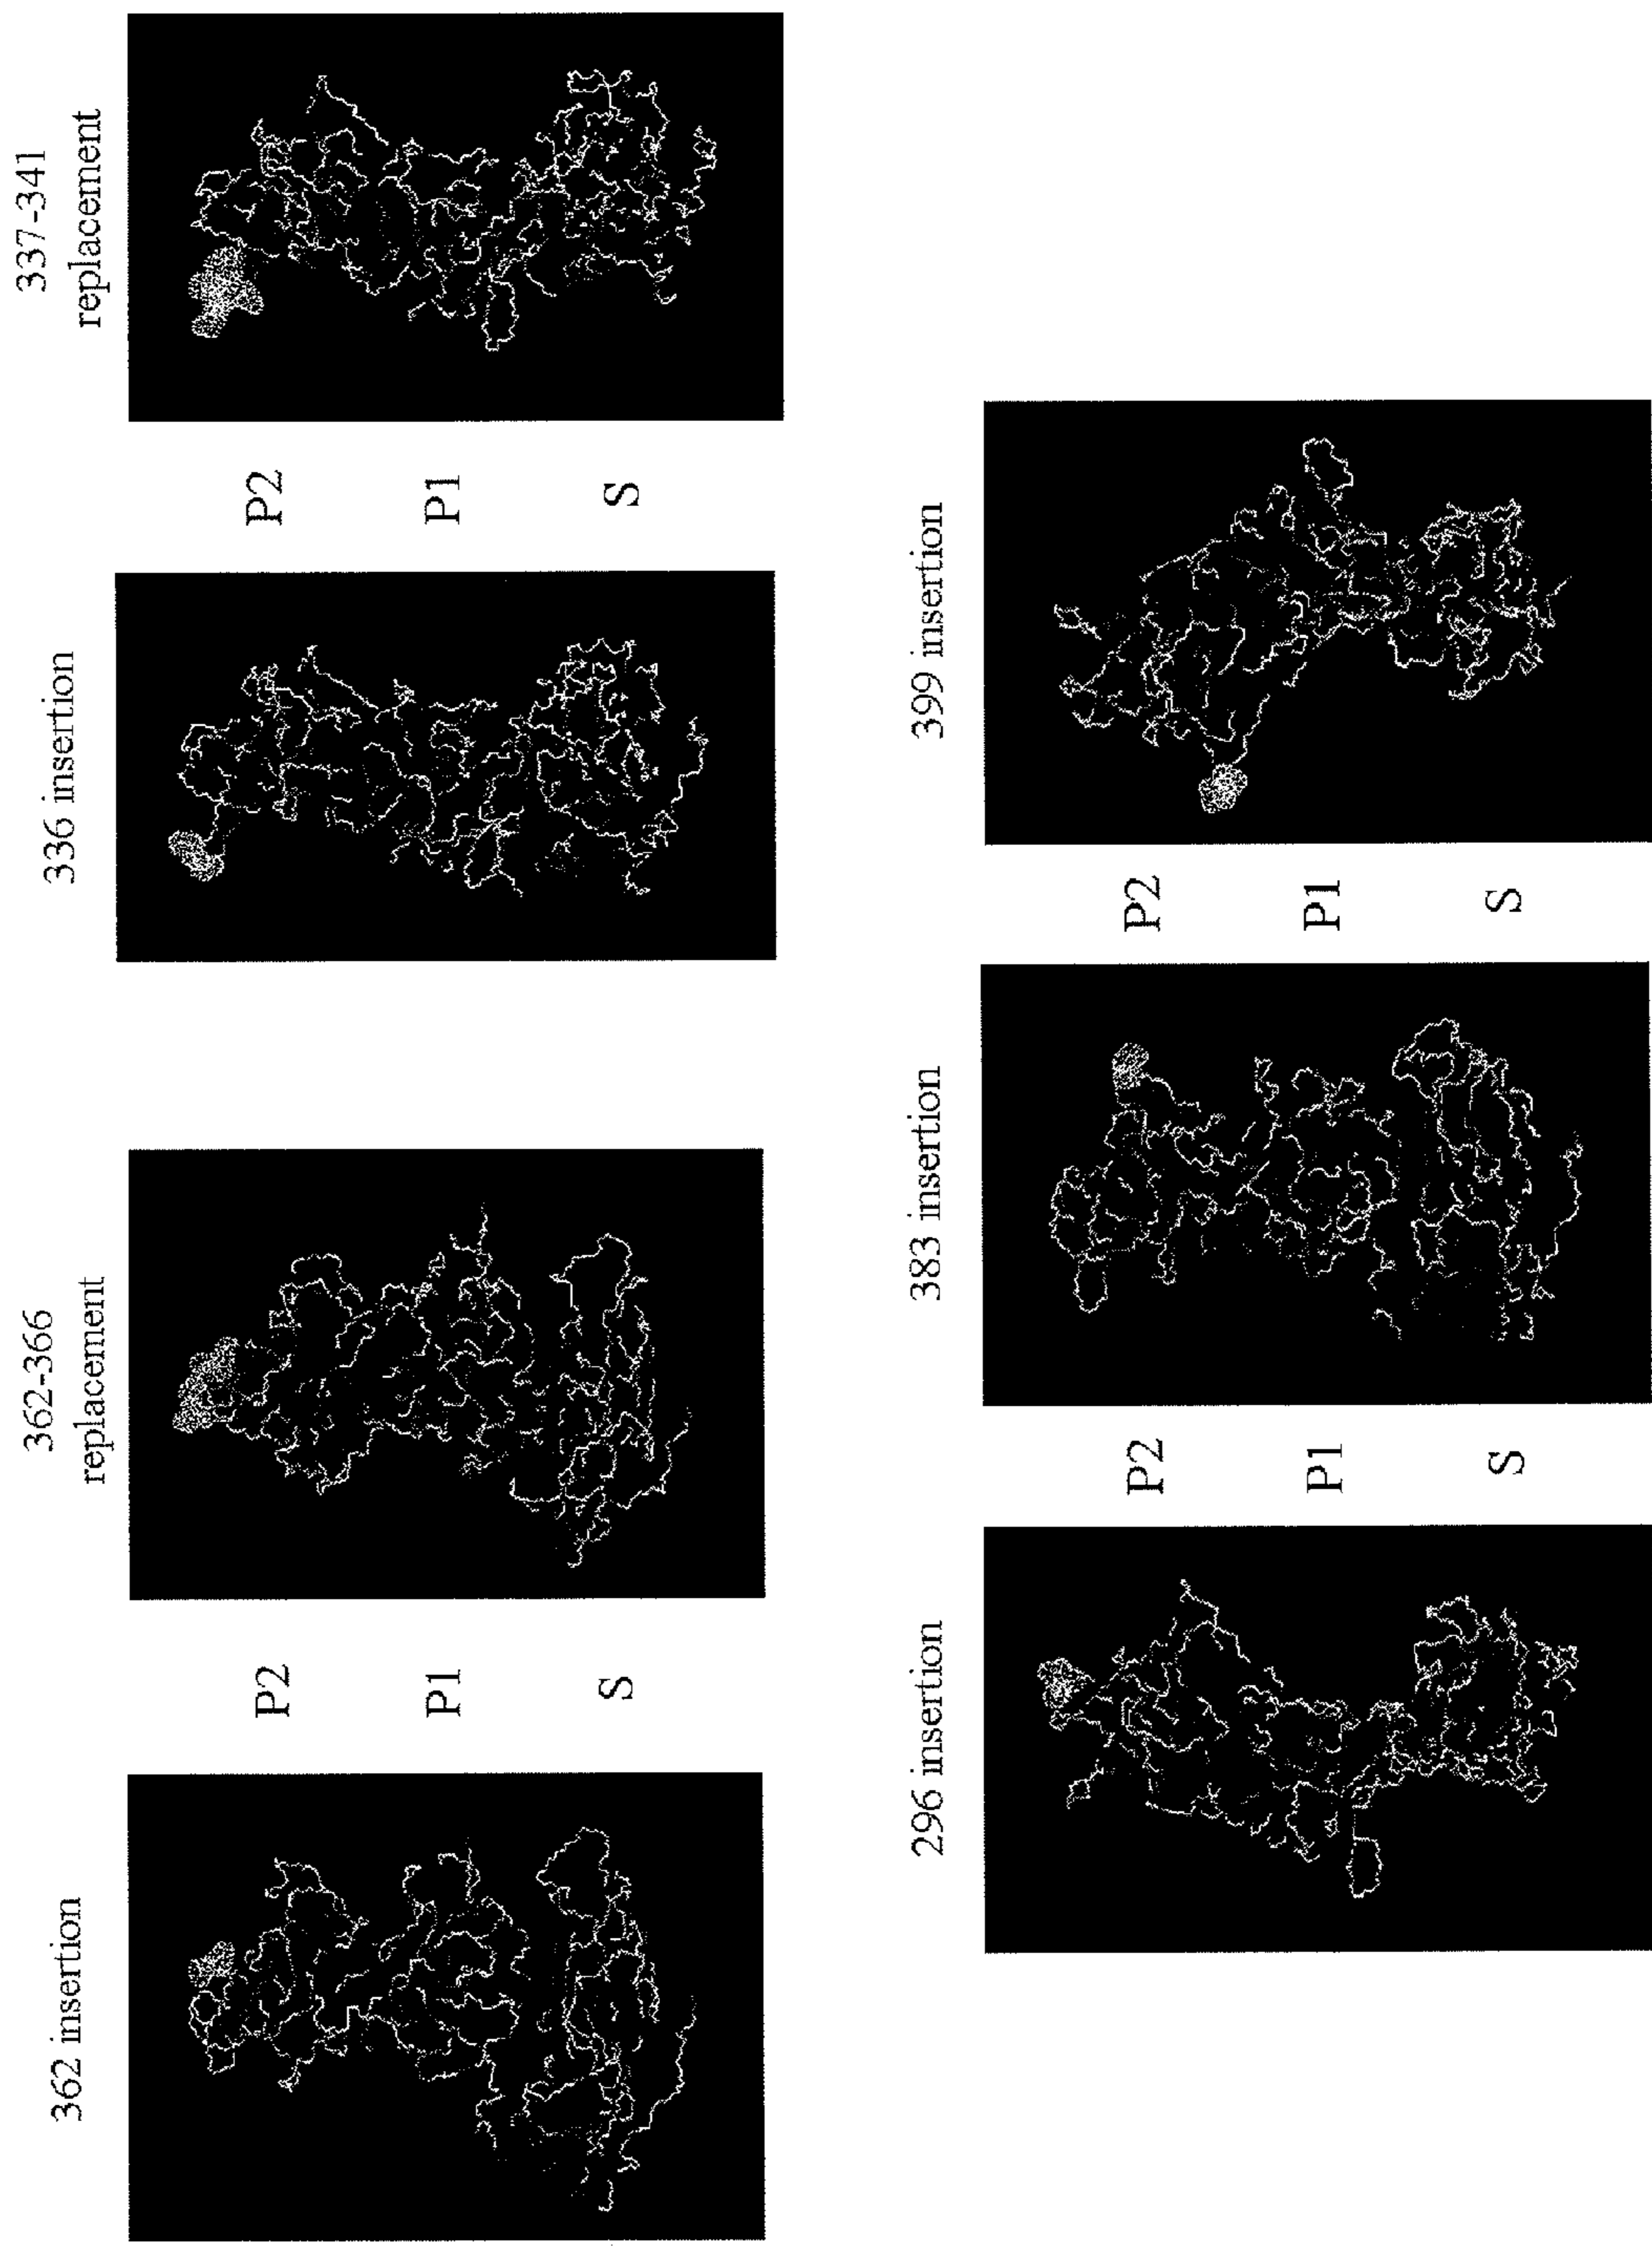 362 insertion
362-366
replacement
336 insertion
337-341
replacement
P2
P1
S
P2
P1
S
296 insertion
383 insertion
399 insertion
P2
P1
S
P2
P1
S